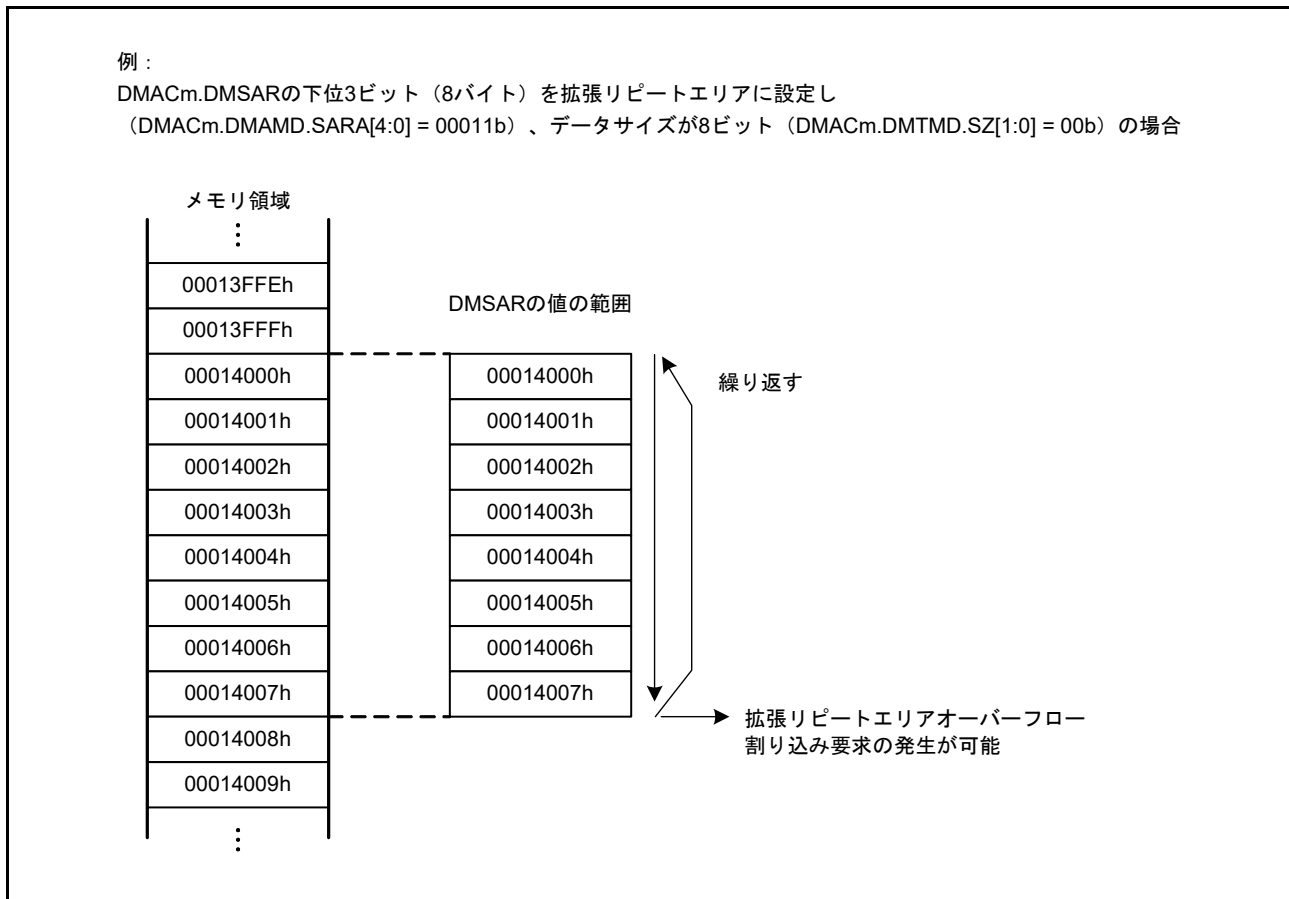 例：
DMACm.DMSARの下位3ビット（8バイト）を拡張リピートエリアに設定し
（DMACm.DMAMD.SARA[4:0] = 00011b）、データサイズが8ビット（DMACm.DMTMD.SZ[1:0] = 00b）の場合
メモリ領域
00013FFEh
00013FFFh
00014000h
00014001h
00014002h
00014003h
00014004h
00014005h
00014006h
00014007h
00014008h
00014009h
DMSARの値の範囲
00014000h
00014001h
00014002h
00014003h
00014004h
00014005h
00014006h
00014007h
繰り返す
拡張リピートエリアオーバーフロー
割り込み要求の発生が可能